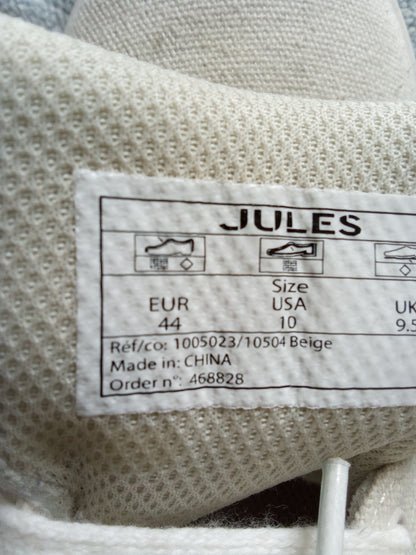 JULES
Size
EUR USA UK
44 10 9.5
Réf/co: 1005023/10504 Beige
Made in: CHINA
Order n°: 468828